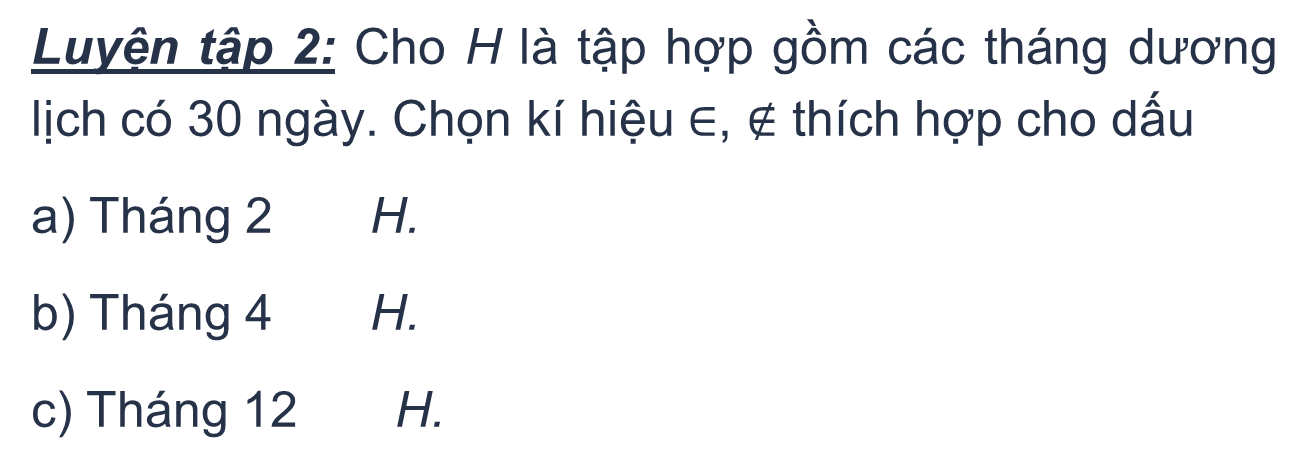 Luyện tập 2: Cho H là tập hợp gồm các tháng dương
lịch có 30 ngày. Chọn kí hiệu ∈, ∉ thích hợp cho dấu
a) Tháng 2 H.
b) Tháng 4 H.
c) Tháng 12 H.